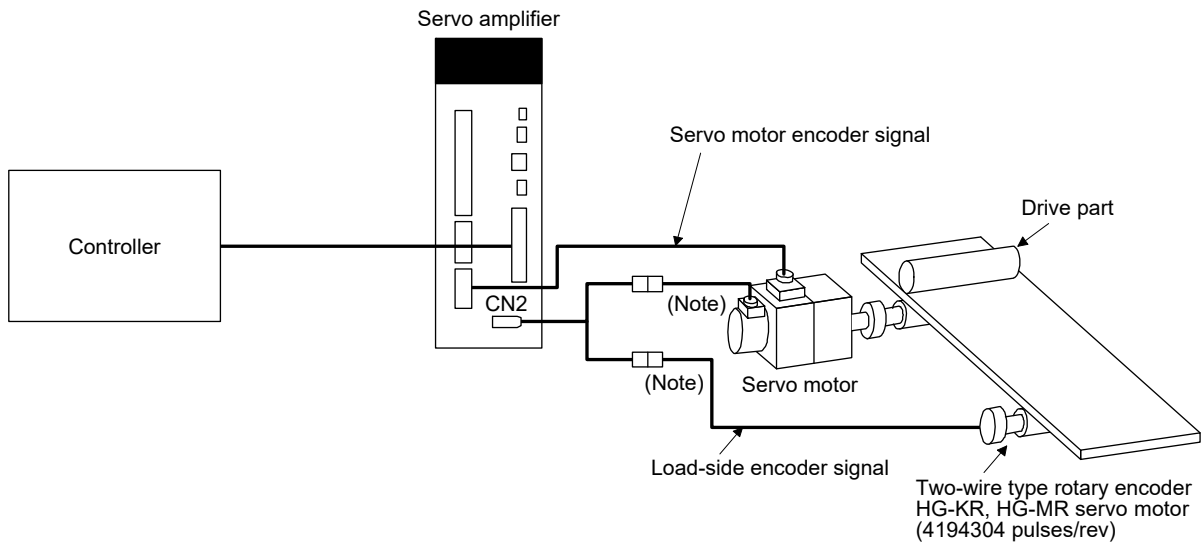 Servo amplifier
Servo motor encoder signal
Drive part
Controller
CN2
(Note)
(Note)
Servo motor
Load-side encoder signal
Two-wire type rotary encoder
HG-KR, HG-MR servo motor
(4194304 pulses/rev)